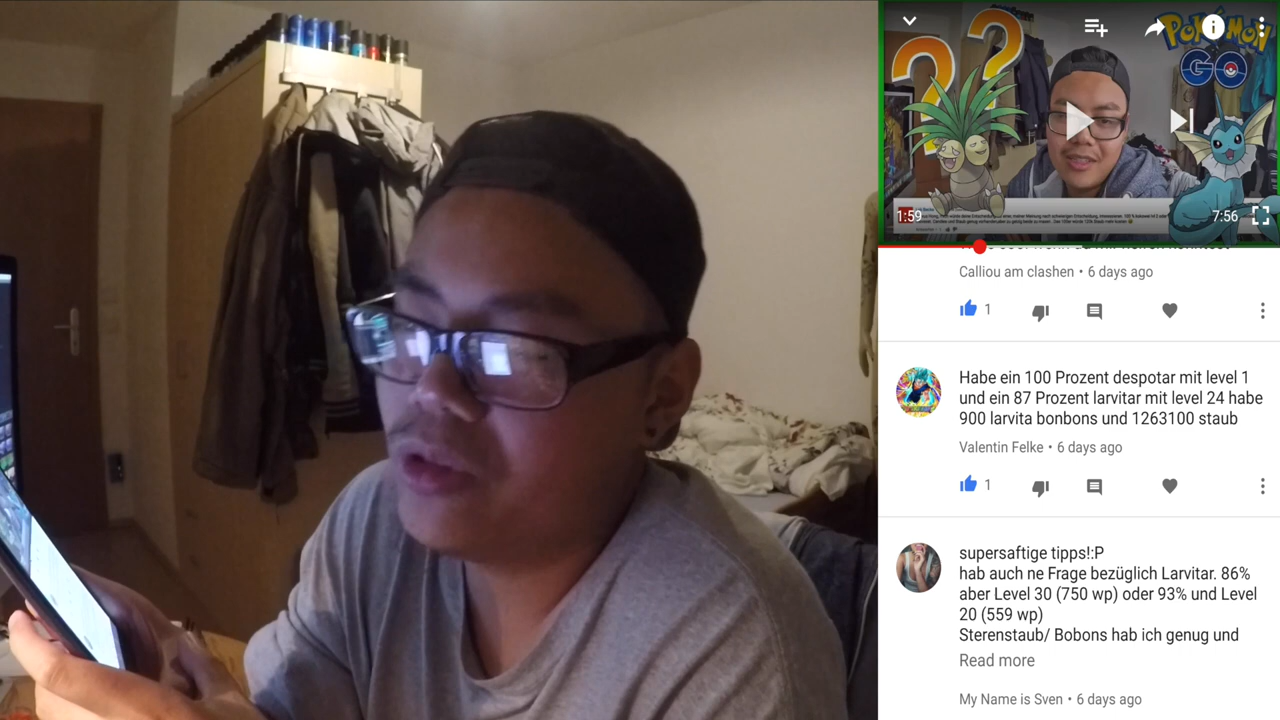 Pokémon
GO
1:59
7:56
Calliou am clashen • 6 days ago
1
Habe ein 100 Prozent despotar mit level 1
und ein 87 Prozent larvitar mit level 24 habe
900 larvita bonbons und 1263100 staub
Valentin Felke • 6 days ago
1
supersaftige tipps!:P
hab auch ne Frage bezüglich Larvitar. 86%
aber Level 30 (750 wp) oder 93% und Level
20 (559 wp)
Sterenstaub/ Bobons hab ich genug und
Read more
My Name is Sven • 6 days ago